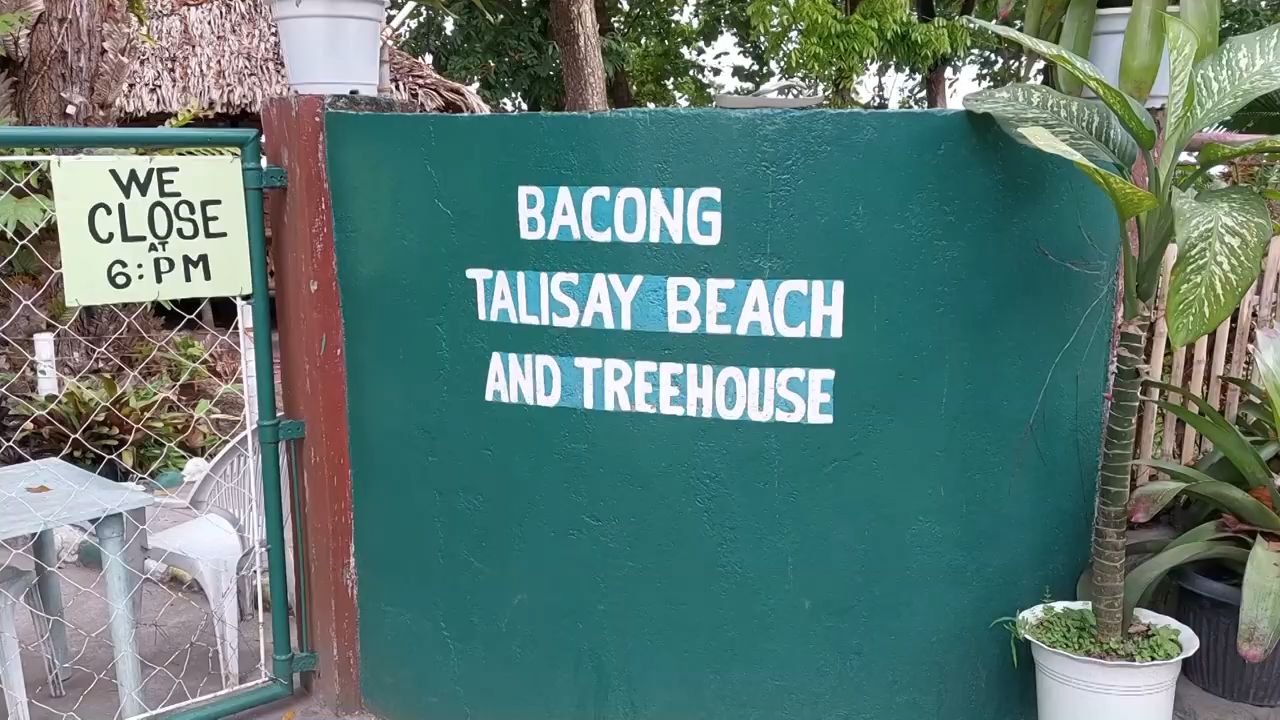 WE
CLOSE
AT
6:PM
BACONG
TALISAY BEACH
AND TREEHOUSE